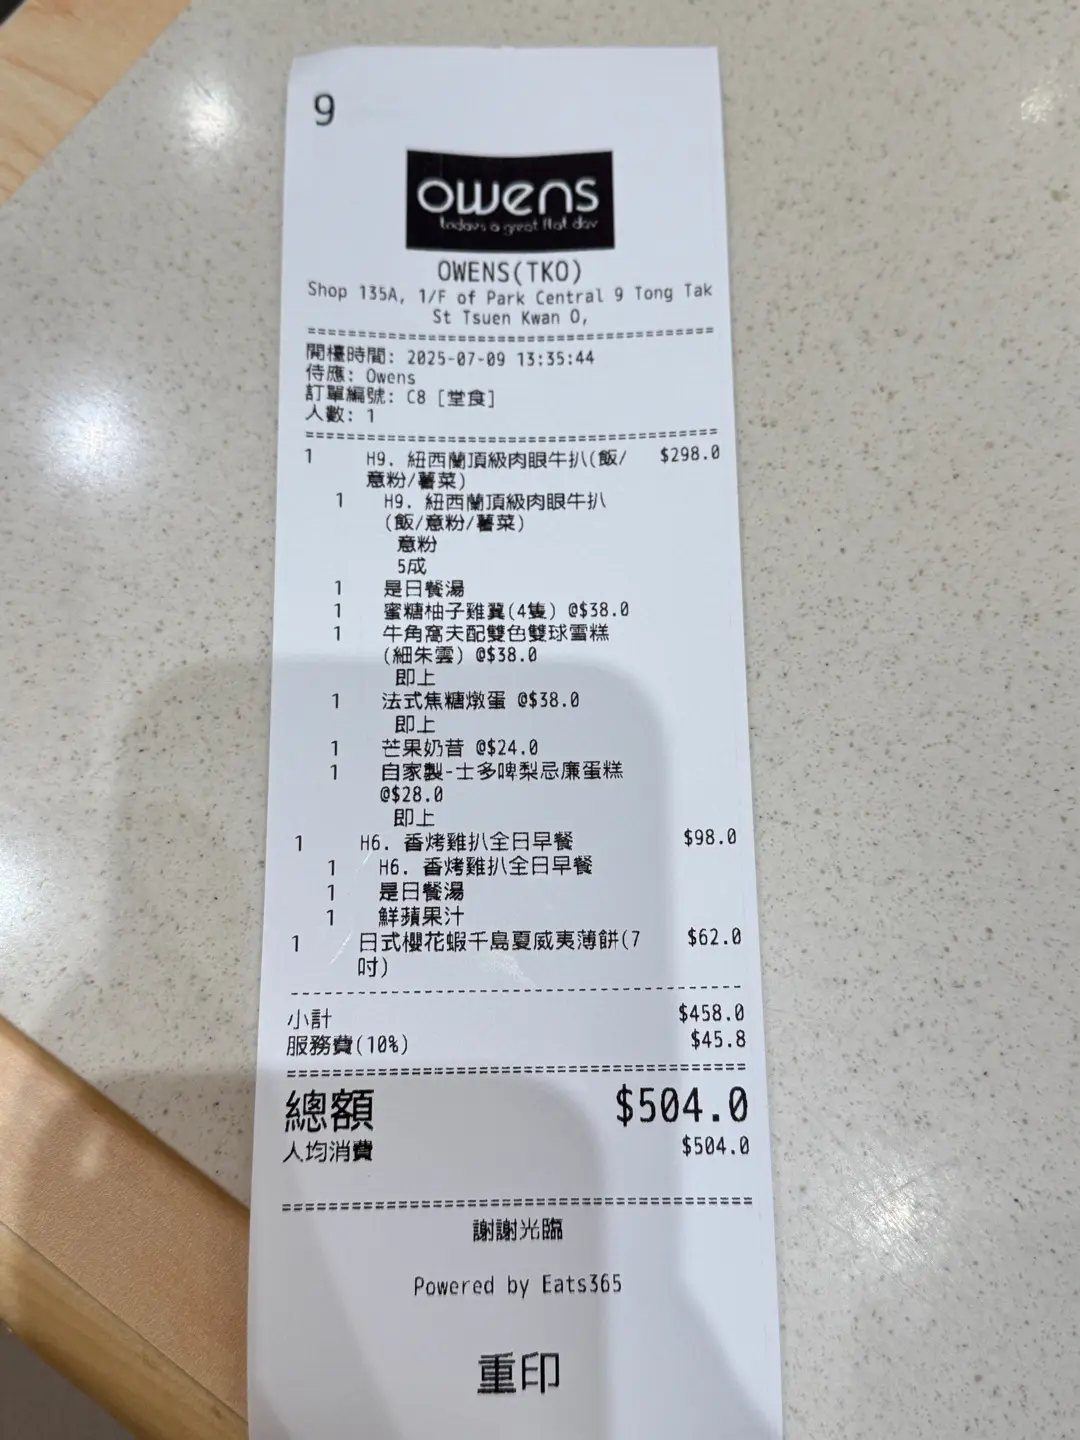 9
owens
today's a great flat day
OWENS(TKO)
Shop 135A, 1/F of Park Central 9 Tong Tak
St Tsuen Kwan O,
開檯時間: 2025-07-09 13:35:44
侍應: Owens
訂單編號: C8 [堂食]
人數: 1
1 H9. 紐西蘭頂級肉眼牛扒(飯/ $298.0
意粉/薯菜)
1 H9. 紐西蘭頂級肉眼牛扒
(飯/意粉/薯菜)
意粉
5成
1 是日餐湯
1 蜜糖柚子雞翼(4隻) @$38.0
1 牛角窩夫配雙色雙球雪糕
(細朱雲) @$38.0
即上
1 法式焦糖燉蛋 @$38.0
即上
1 芒果奶昔 @$24.0
1 自家製-士多啤梨忌廉蛋糕
@$28.0
即上
1 H6. 香烤雞扒全日早餐 $98.0
1 H6. 香烤雞扒全日早餐
1 是日餐湯
1 鮮蘋果汁
1 日式櫻花蝦千島夏威夷薄餅(7 $62.0
吋)
小計 $458.0
服務費(10%) $45.8
總額 $504.0
人均消費 $504.0
謝謝光臨
Powered by Eats365
重印